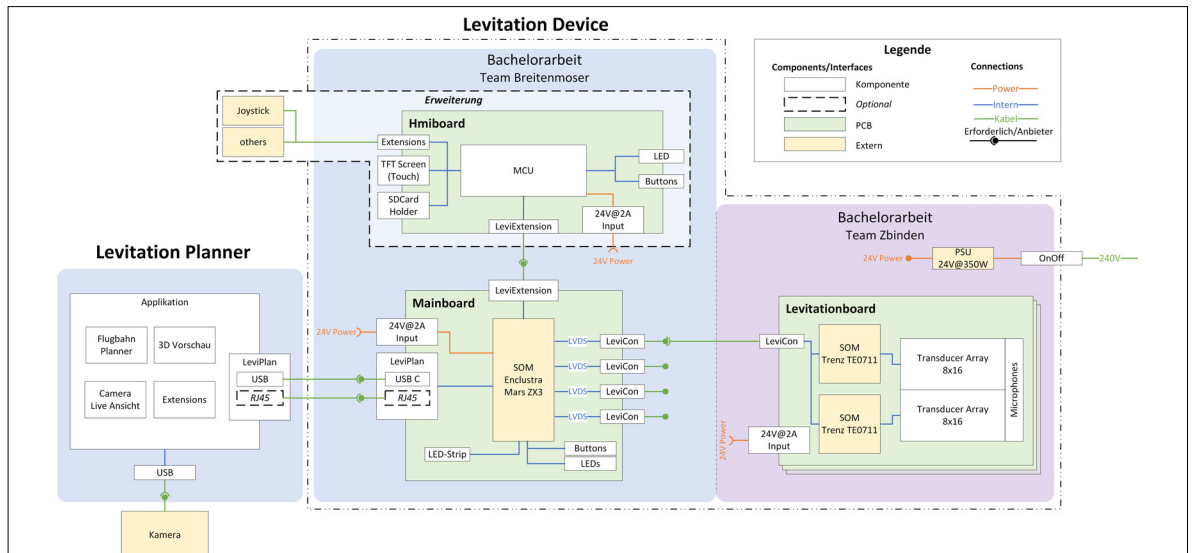 Levitation Device
Bachelorarbeit
Team Breitenmoser
Legende
Components/Interfaces
Connections
Komponente
Optional
PCB
Extern
Power
Intern
Kabel
Erforderlich/Anbieter
Erweiterung
Joystick
others
Hmiboard
Extensions
TFT Screen
(Touch)
SDCard
Holder
MCU
LED
Buttons
LeviExtension
24V@2A
Input
24V Power
Bachelorarbeit
Team Zbinden
24V Power
PSU
24V@350W
OnOff
240V
Levitation Planner
Applikation
Flugbahn
Planner
3D Vorschau
Camera
Live Ansicht
Extensions
LeviPlan
USB
RJ45
USB
Kamera
LeviExtension
Mainboard
24V Power
24V@2A
Input
LeviPlan
USB C
RJ45
SOM
Enclustra
Mars ZX3
LVDS
LeviCon
LVDS
LeviCon
LVDS
LeviCon
LVDS
LeviCon
LED-Strip
Buttons
LEDs
Levitationboard
LeviCon
SOM
Trenz TE0711
SOM
Trenz TE0711
Transducer Array
8x16
Transducer Array
8x16
Microphones
24V Power
24V@2A
Input